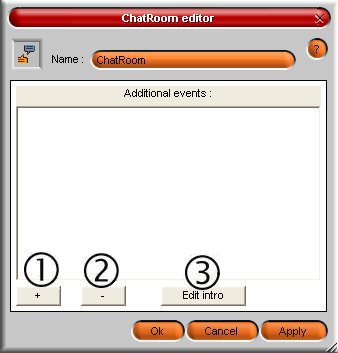 ChatRoom editor
Name : ChatRoom
?
Additional events :
① ② ③
+ - Edit intro
Ok Cancel Apply